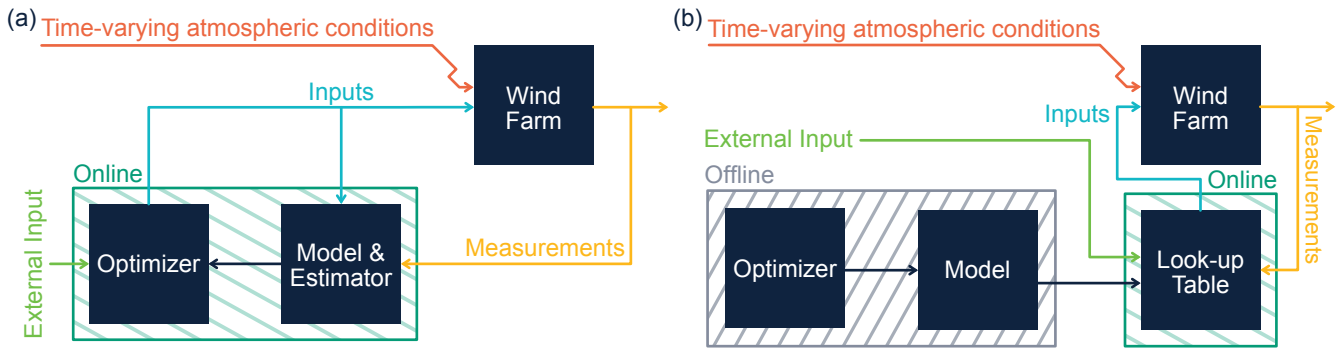 (a)
Time-varying atmospheric conditions
Inputs
Wind
Farm
Online
External Input
Optimizer
Model &
Estimator
Measurements
(b)
Time-varying atmospheric conditions
Inputs
Wind
Farm
Measurements
External Input
Offline
Online
Optimizer
Model
Look-up
Table